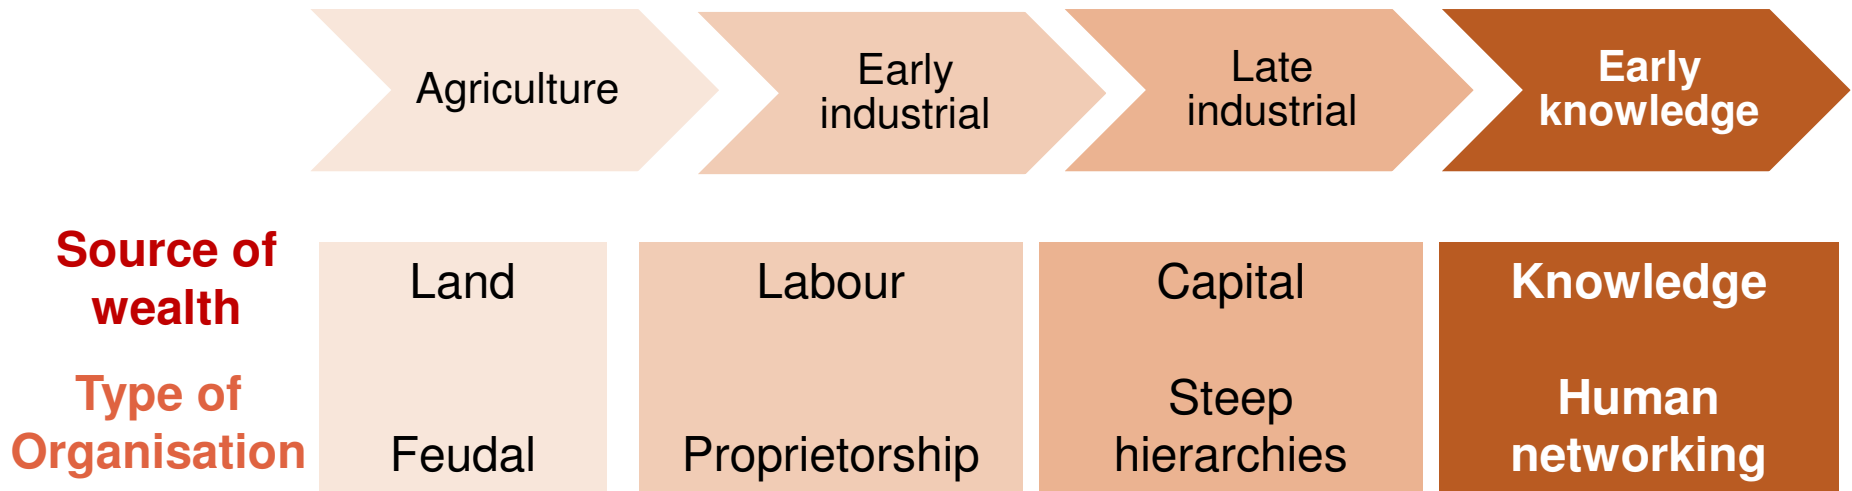 Agriculture
Early
industrial
Late
industrial
Early
knowledge
Source of
wealth
Land
Labour
Capital
Knowledge
Type of
Organisation
Feudal
Proprietorship
Steep
hierarchies
Human
networking